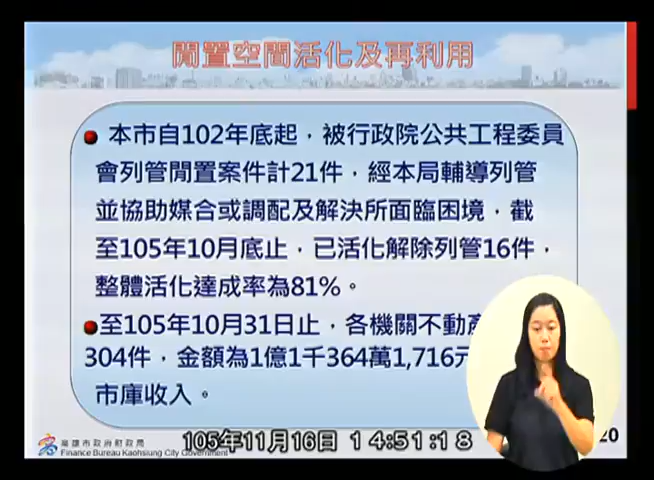 閒置空間活化及再利用
本市自102年底起，被行政院公共工程委員
會列管閒置案件計21件，經本局輔導列管
並協助媒合或調配及解決所面臨困境，截
至105年10月底止，已活化解除列管16件，
整體活化達成率為81%。
至105年10月31日止，各機關不動產
304件，金額為1億1千364萬1,716元
市庫收入。
高雄市政府財政局
Finance Bureau Kaohsiung City Government
105年11月16日 14:51:18
20